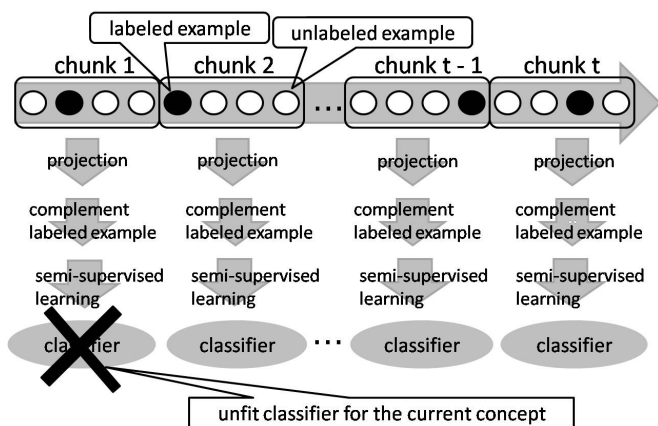 labeled example
unlabeled example
chunk 1
chunk 2
chunk t - 1
chunk t
...
projection
projection
projection
projection
complement
labeled example
complement
labeled example
complement
labeled example
complement
labeled example
semi-supervised
learning
semi-supervised
learning
semi-supervised
learning
semi-supervised
learning
classifier
classifier
...
classifier
classifier
unfit classifier for the current concept